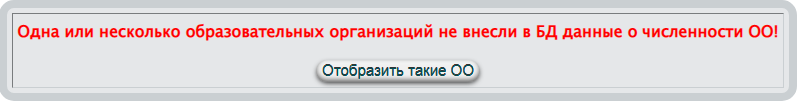 Одна или несколько образовательных организаций не внесли в БД данные о численности ОО!
Отобразить такие ОО